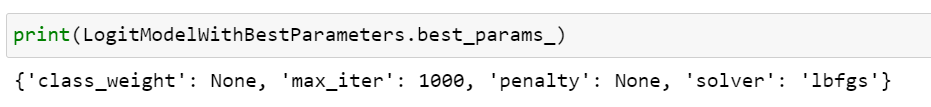 print(LogitModelWithBestParameters.best_params_)
{'class_weight': None, 'max_iter': 1000, 'penalty': None, 'solver': 'lbfgs'}